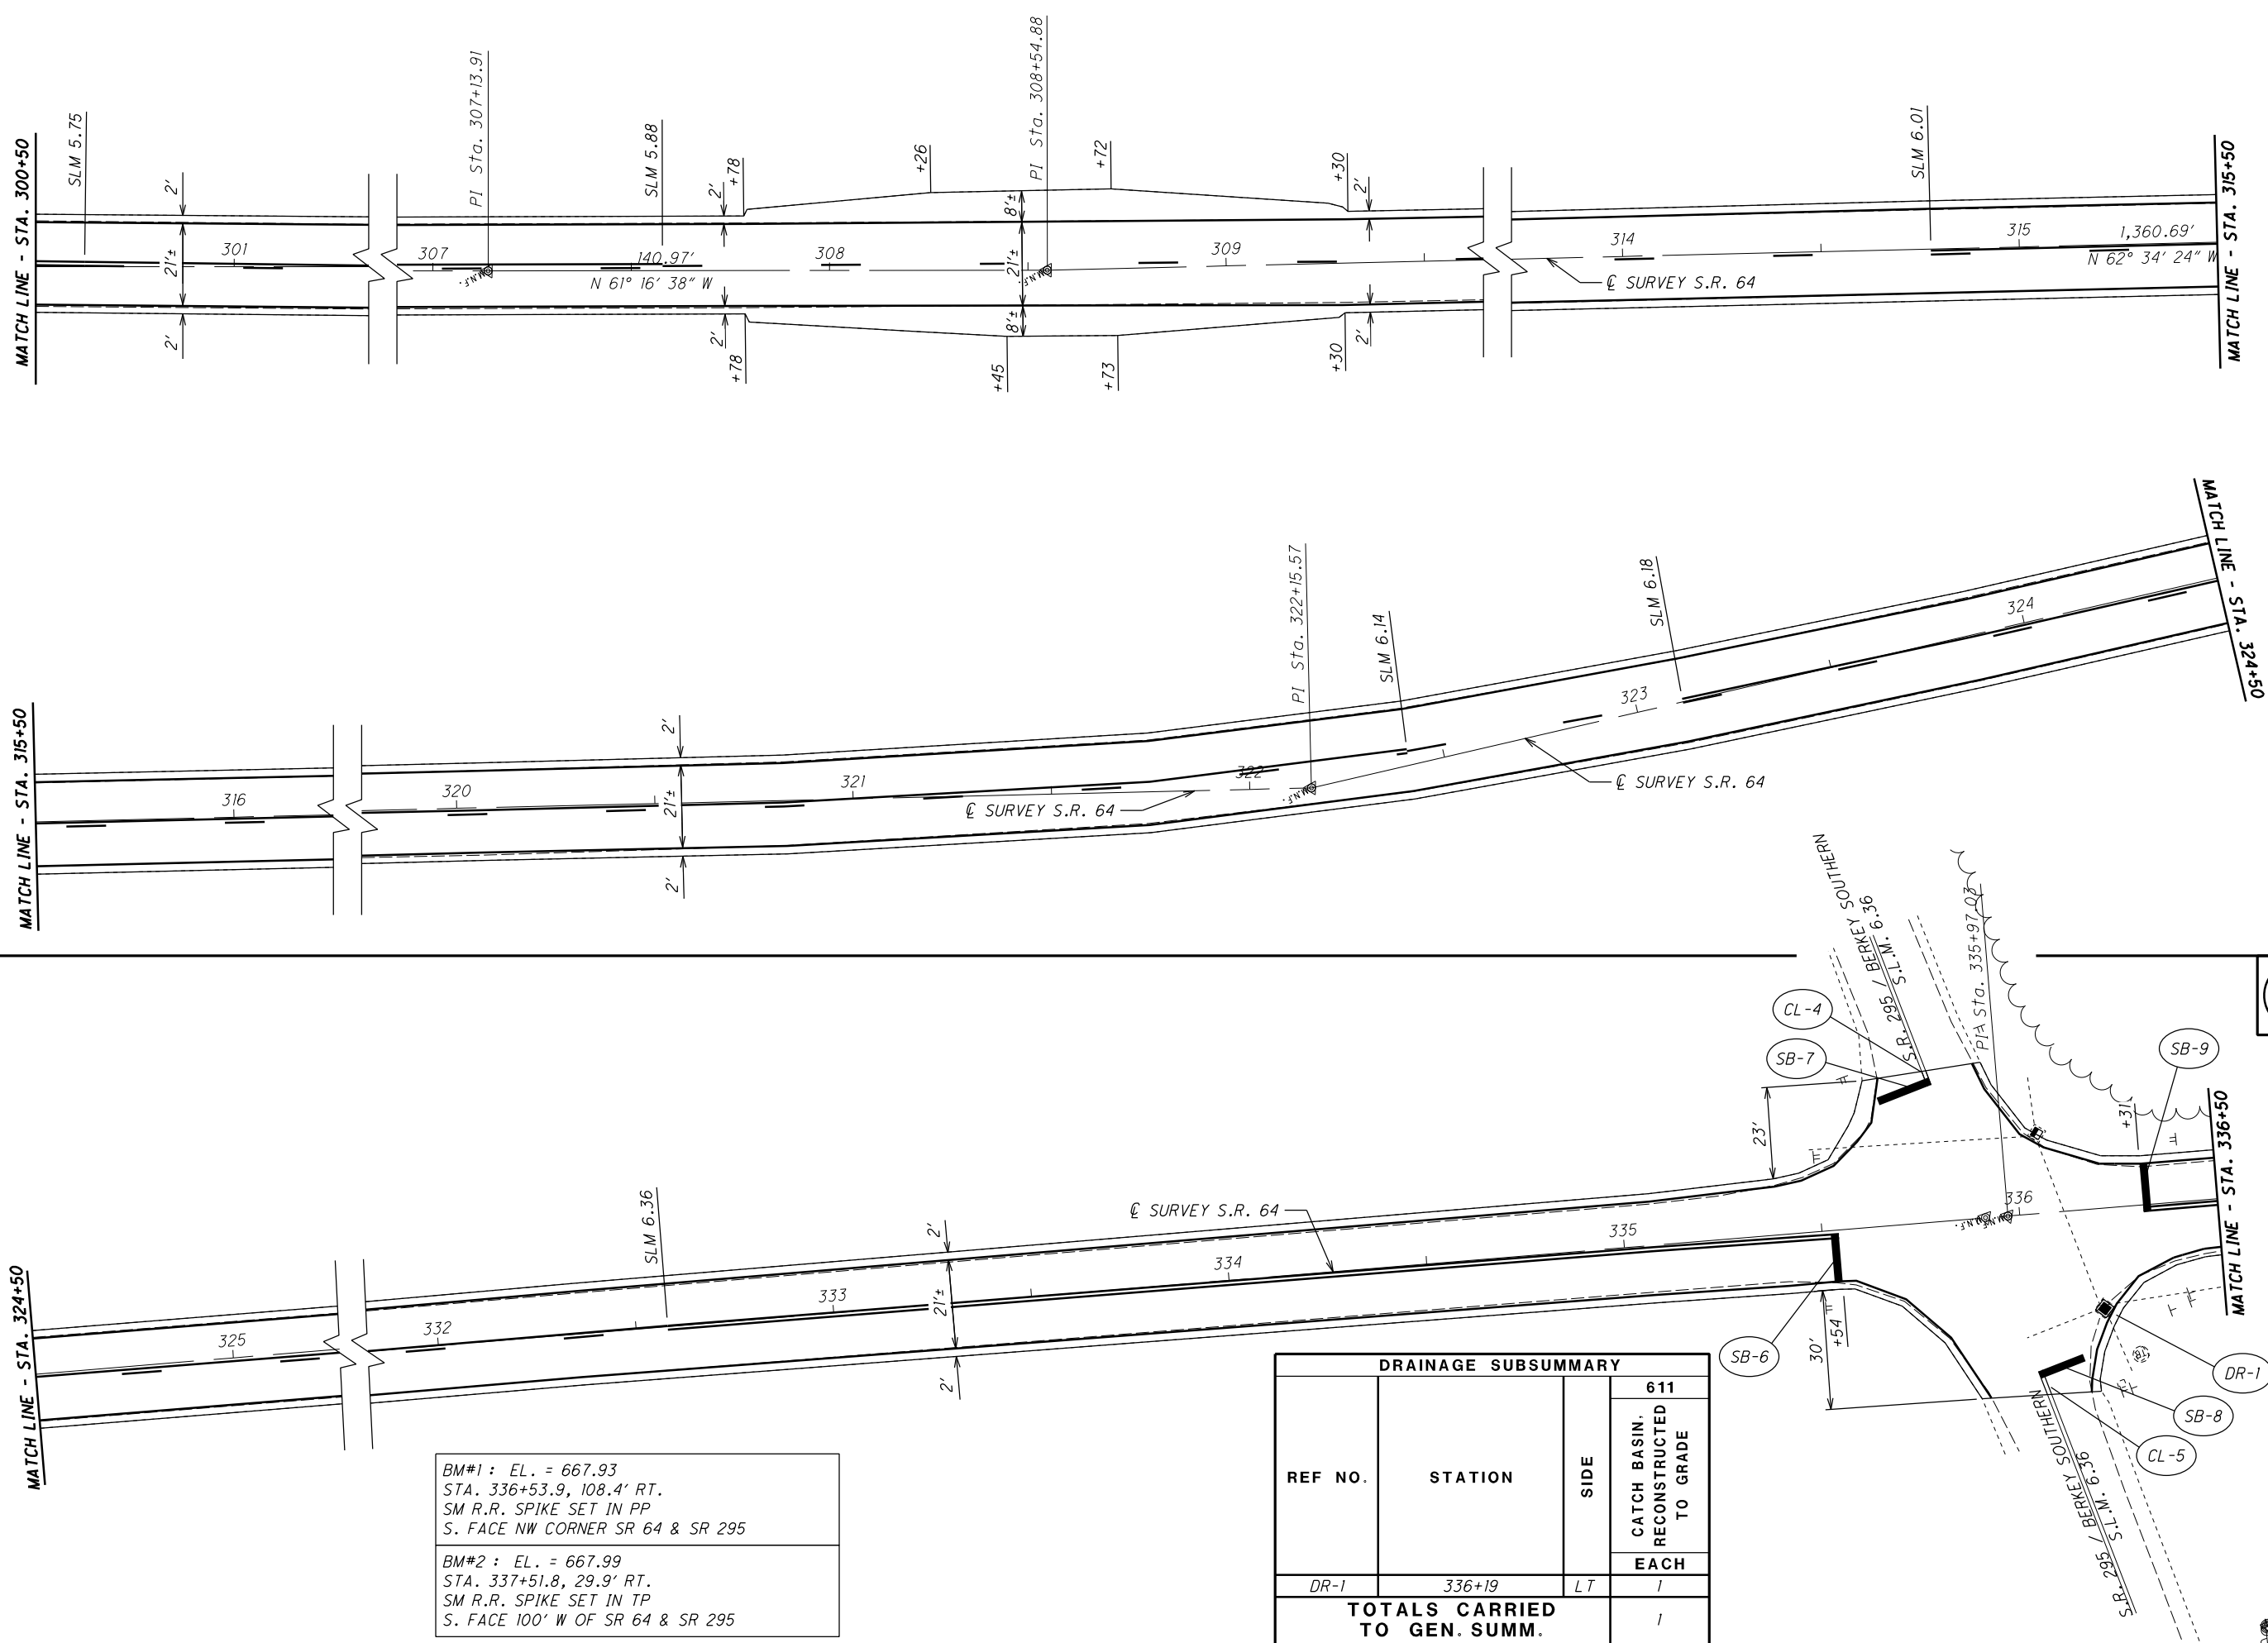 MATCH LINE - STA. 300+50
SLM 5.75
2'
21'±
2'
301
307
PI Sta. 307+13.91
M.N.F.
SLM 5.88
140.97'
N 61° 16' 38" W
2'
+78
2'
+78
308
+26
8'±
21'±
8'±
PI Sta. 308+54.88
M.N.F.
+72
+45
+73
309
+30
2'
+30
2'
℄ SURVEY S.R. 64
314
SLM 6.01
315
1,360.69'
N 62° 34' 24" W
MATCH LINE - STA. 315+50
MATCH LINE - STA. 315+50
316
320
2'
21'±
2'
321
℄ SURVEY S.R. 64
322
PI Sta. 322+15.57
M.N.F.
SLM 6.14
℄ SURVEY S.R. 64
323
SLM 6.18
324
MATCH LINE - STA. 324+50
MATCH LINE - STA. 324+50
325
332
SLM 6.36
333
2'
21'±
2'
334
℄ SURVEY S.R. 64
335
23'
S.R. 295 / BERKEY SOUTHERN
S.L.M. 6.36
PI Sta. 335+97.03
CL-4
SB-7
SB-9
+31
336
M.N.F.
M.N.F.
MATCH LINE - STA. 336+50
SB-6
30'
+54
DR-1
SB-8
CL-5
S.R. 295 / BERKEY SOUTHERN
S.L.M. 6.36
BM#1 : EL. = 667.93
STA. 336+53.9, 108.4' RT.
SM R.R. SPIKE SET IN PP
S. FACE NW CORNER SR 64 & SR 295
BM#2 : EL. = 667.99
STA. 337+51.8, 29.9' RT.
SM R.R. SPIKE SET IN TP
S. FACE 100' W OF SR 64 & SR 295
DRAINAGE SUBSUMMARY
REF NO.
STATION
SIDE
611
CATCH BASIN,
RECONSTRUCTED
TO GRADE
EACH
DR-1 336+19 LT 1
TOTALS CARRIED
TO GEN. SUMM.
1